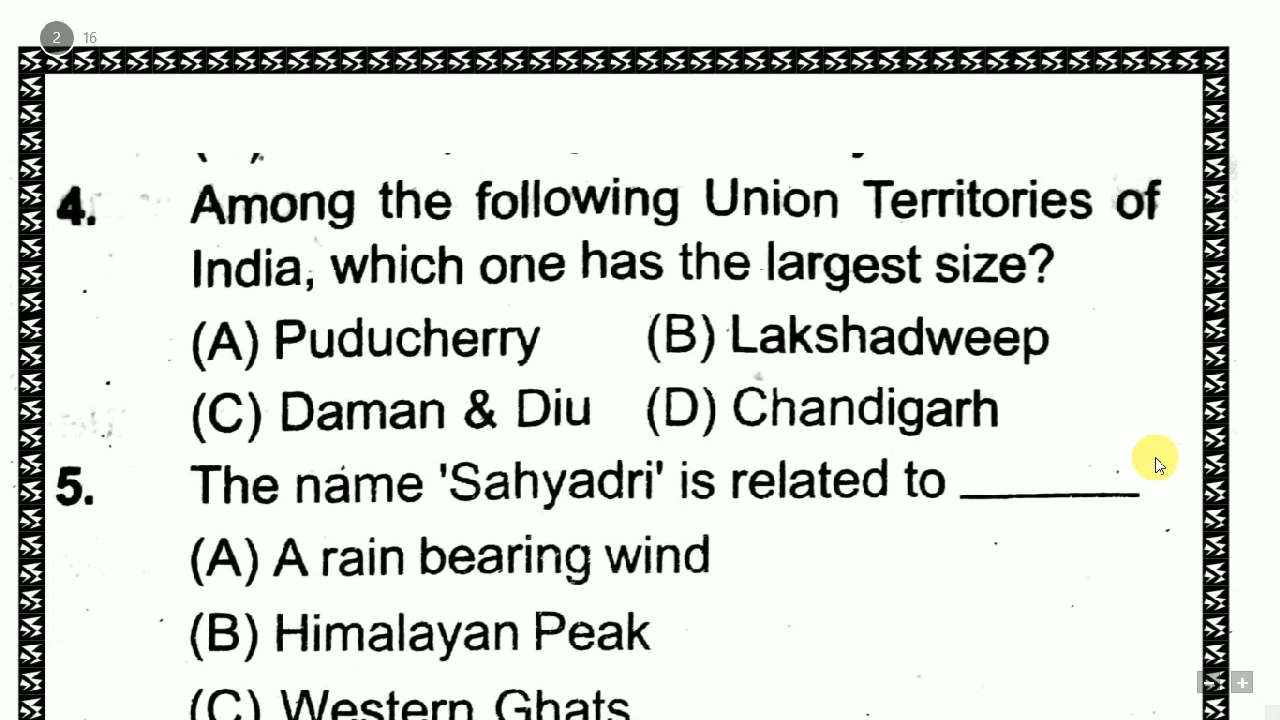 2 16
4. Among the following Union Territories of
India, which one has the largest size?
(A) Puducherry (B) Lakshadweep
(C) Daman & Diu (D) Chandigarh
5. The name 'Sahyadri' is related to ________
(A) A rain bearing wind
(B) Himalayan Peak
(C) Western Ghats